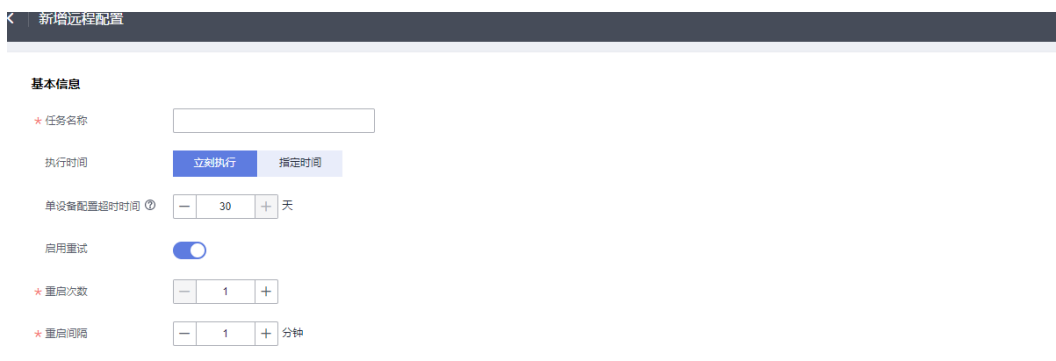 新增远程配置
基本信息
* 任务名称
执行时间 立刻执行 指定时间
单设备配置超时时间 ? — 30 + 天
启用重试
* 重启次数 — 1 +
* 重启间隔 — 1 + 分钟